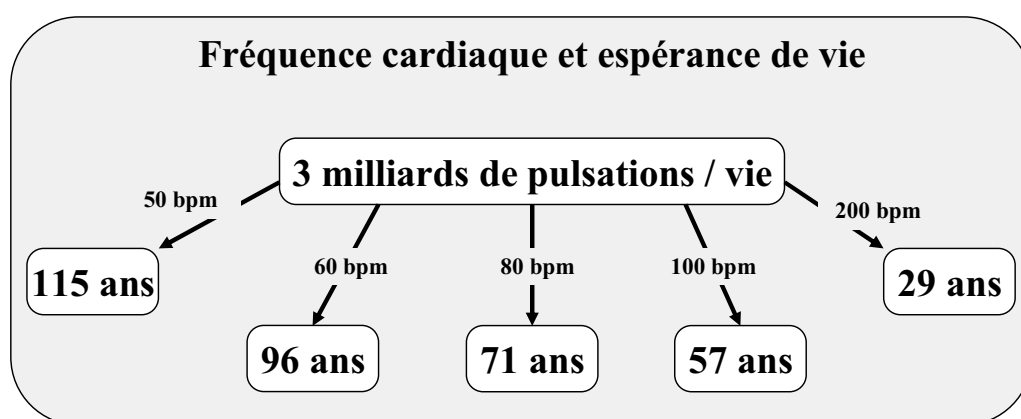 Fréquence cardiaque et espérance de vie
3 milliards de pulsations / vie
50 bpm
200 bpm
60 bpm
80 bpm
100 bpm
115 ans
29 ans
96 ans
71 ans
57 ans